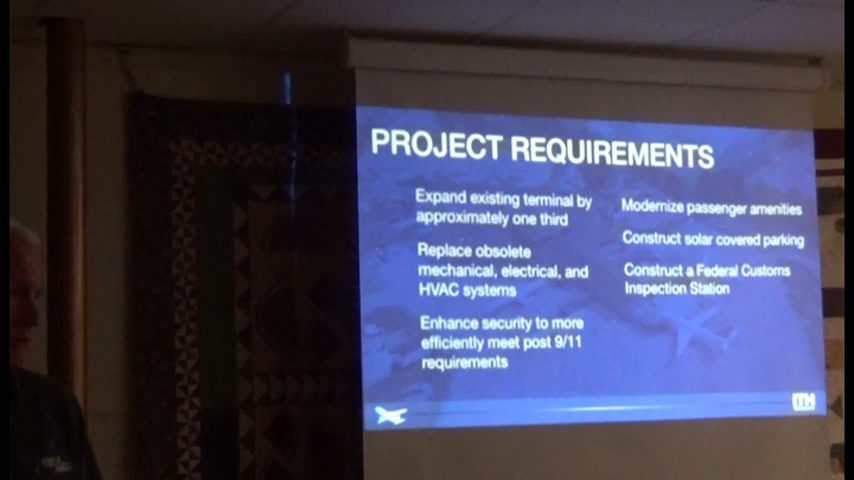 PROJECT REQUIREMENTS
Expand existing terminal by
approximately one third
Replace obsolete
mechanical, electrical, and
HVAC systems
Enhance security to more
efficiently meet post 9/11
requirements
Modernize passenger amenities
Construct solar covered parking
Construct a Federal Customs
Inspection Station